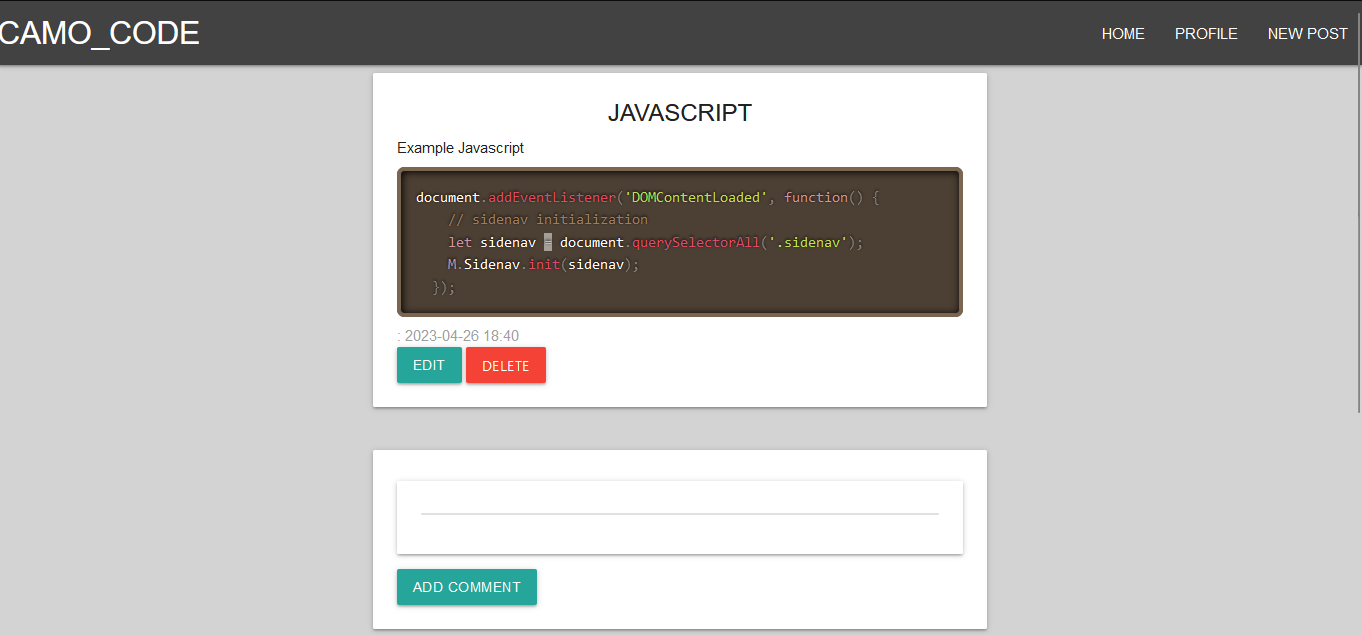 CAMO_CODE
HOME PROFILE NEW POST
JAVASCRIPT
Example Javascript
document.addEventListener('DOMContentLoaded', function() {
    // sidenav initialization
    let sidenav = document.querySelectorAll('.sidenav');
    M.Sidenav.init(sidenav);
  });
: 2023-04-26 18:40
EDIT DELETE
ADD COMMENT